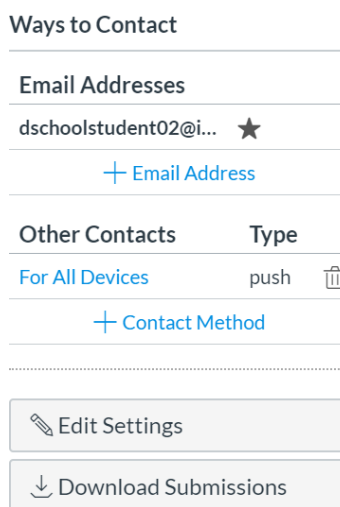 Ways to Contact
Email Addresses
dschoolstudent02@i...
+ Email Address
Other Contacts Type
For All Devices push
+ Contact Method
Edit Settings
Download Submissions